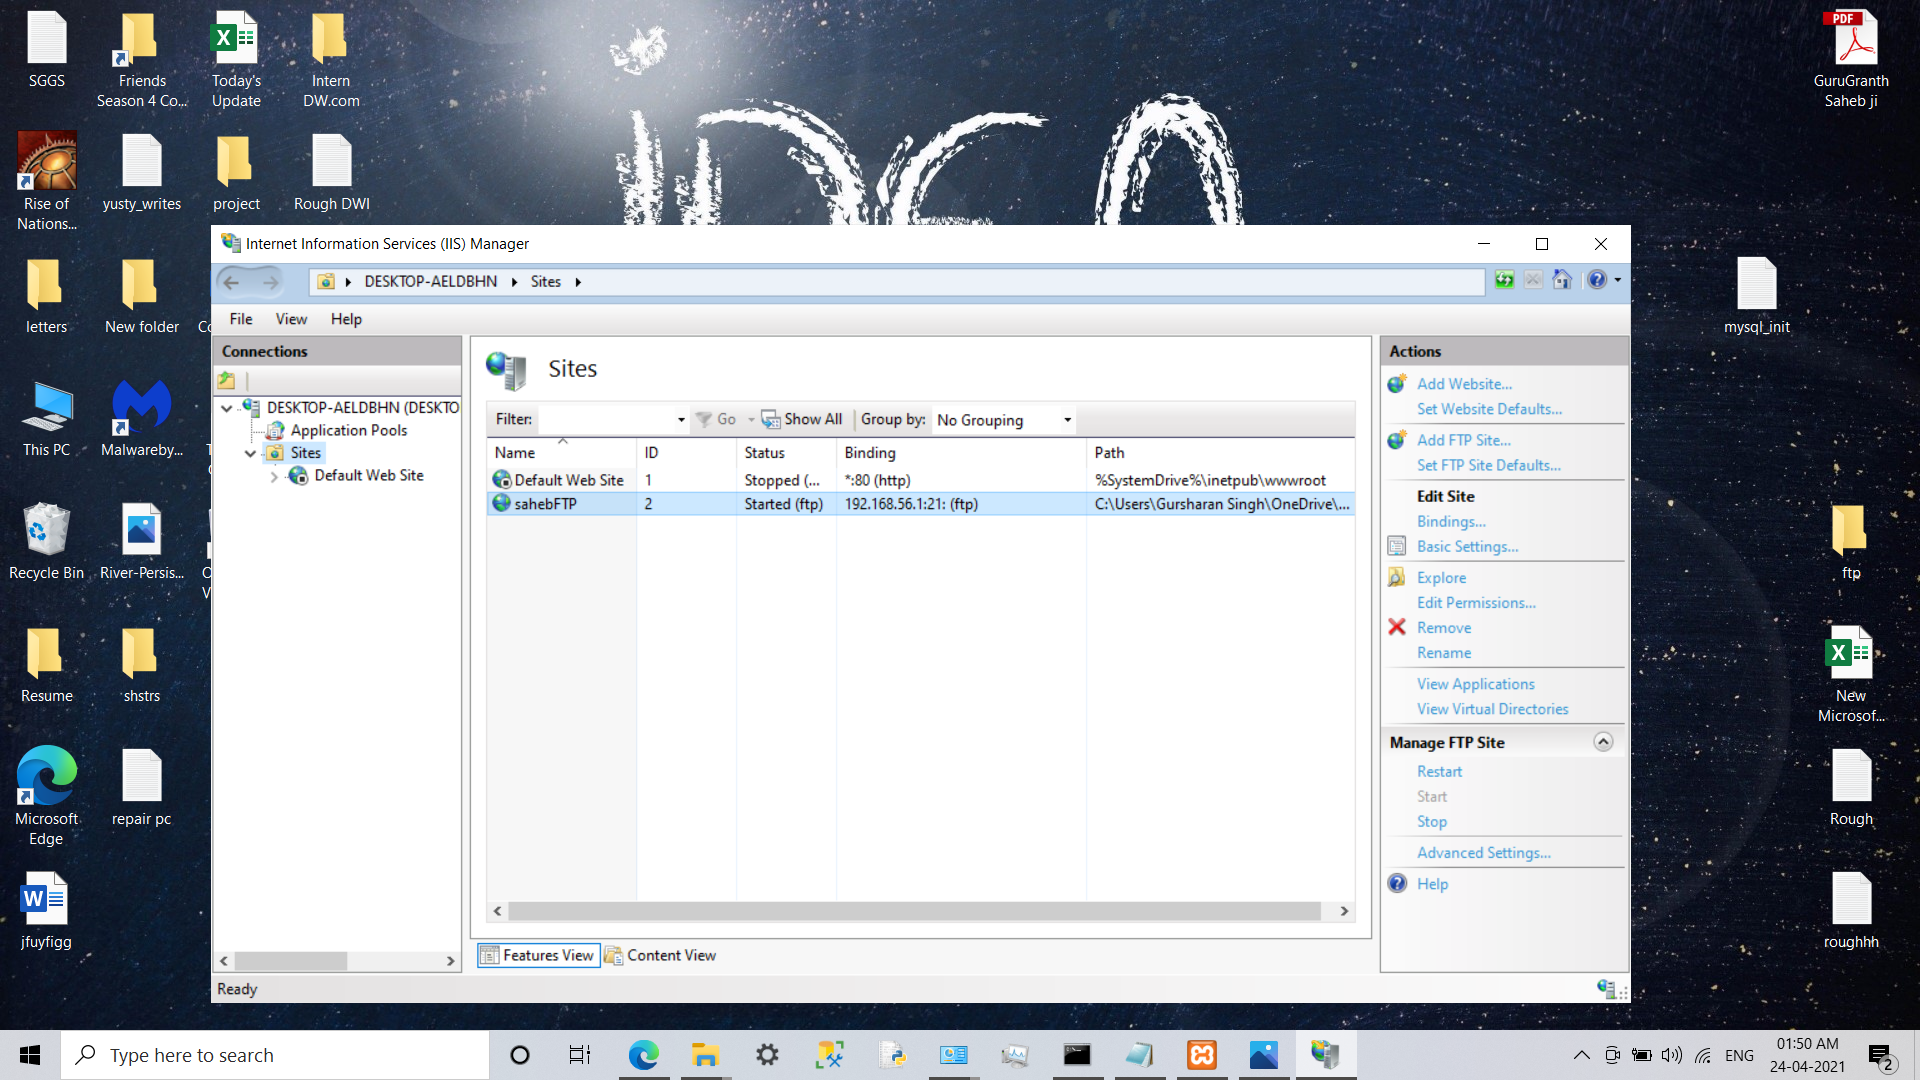 SGGS
Friends
Season 4 Co...
Today's
Update
Intern
DW.com
PDF
GuruGranth
Saheb ji
Rise of
Nations...
yusty_writes
project
Rough DWI
IDEA
Internet Information Services (IIS) Manager
DESKTOP-AELDBHN
Sites
File
View
Help
letters
New folder
mysql_init
Connections
DESKTOP-AELDBHN (DESKTO
Application Pools
Sites
Default Web Site
Sites
Filter:
Go
Show All
Group by:
No Grouping
Name
ID
Status
Binding
Path
Default Web Site
1
Stopped (...
*:80 (http)
%SystemDrive%\inetpub\wwwroot
sahebFTP
2
Started (ftp)
192.168.56.1:21: (ftp)
C:\Users\Gursharan Singh\OneDrive\...
Features View
Content View
Ready
Actions
Add Website...
Set Website Defaults...
Add FTP Site...
Set FTP Site Defaults...
Edit Site
Bindings...
Basic Settings...
Explore
Edit Permissions...
Remove
Rename
View Applications
View Virtual Directories
Manage FTP Site
Restart
Start
Stop
Advanced Settings...
Help
This PC
Malwareby...
Recycle Bin
River-Persis...
ftp
Resume
shstrs
New
Microsof...
Microsoft
Edge
repair pc
Rough
jfuyfigg
roughhh
Type here to search
ENG
01:50 AM
24-04-2021
2